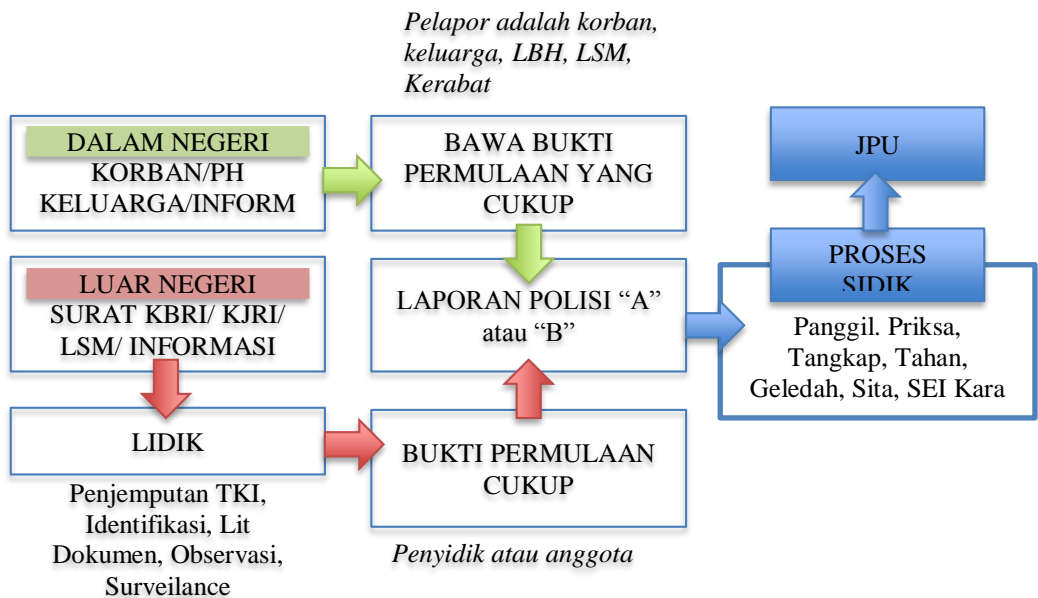 Pelapor adalah korban,
keluarga, LBH, LSM,
Kerabat
DALAM NEGERI
KORBAN/PH
KELUARGA/INFORM
BAWA BUKTI
PERMULAAN YANG
CUKUP
JPU
LUAR NEGERI
SURAT KBRI/ KJRI/
LSM/ INFORMASI
LAPORAN POLISI “A”
atau “B”
PROSES
SIDIK
Panggil. Priksa,
Tangkap, Tahan,
Geledah, Sita, SEI Kara
LIDIK
BUKTI PERMULAAN
CUKUP
Penjemputan TKI,
Identifikasi, Lit
Dokumen, Observasi,
Surveilance
Penyidik atau anggota